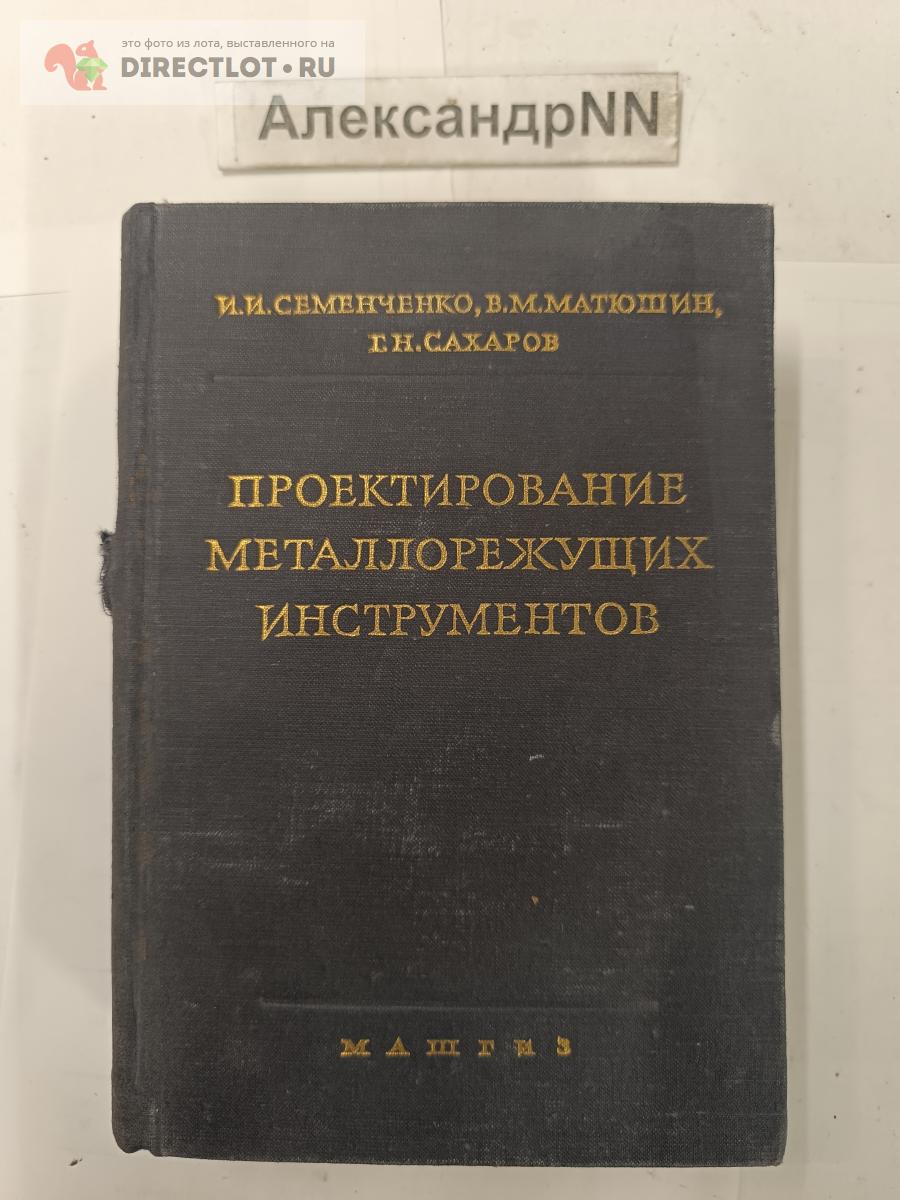 это фото из лота, выставленного на
DIRECTLOT•RU
АлександрNN
И.И.СЕМЕНЧЕНКО, В.М.МАТЮШИН,
Г.Н.САХАРОВ
ПРОЕКТИРОВАНИЕ
МЕТАЛЛОРЕЖУЩИХ
ИНСТРУМЕНТОВ
МАШГИЗ